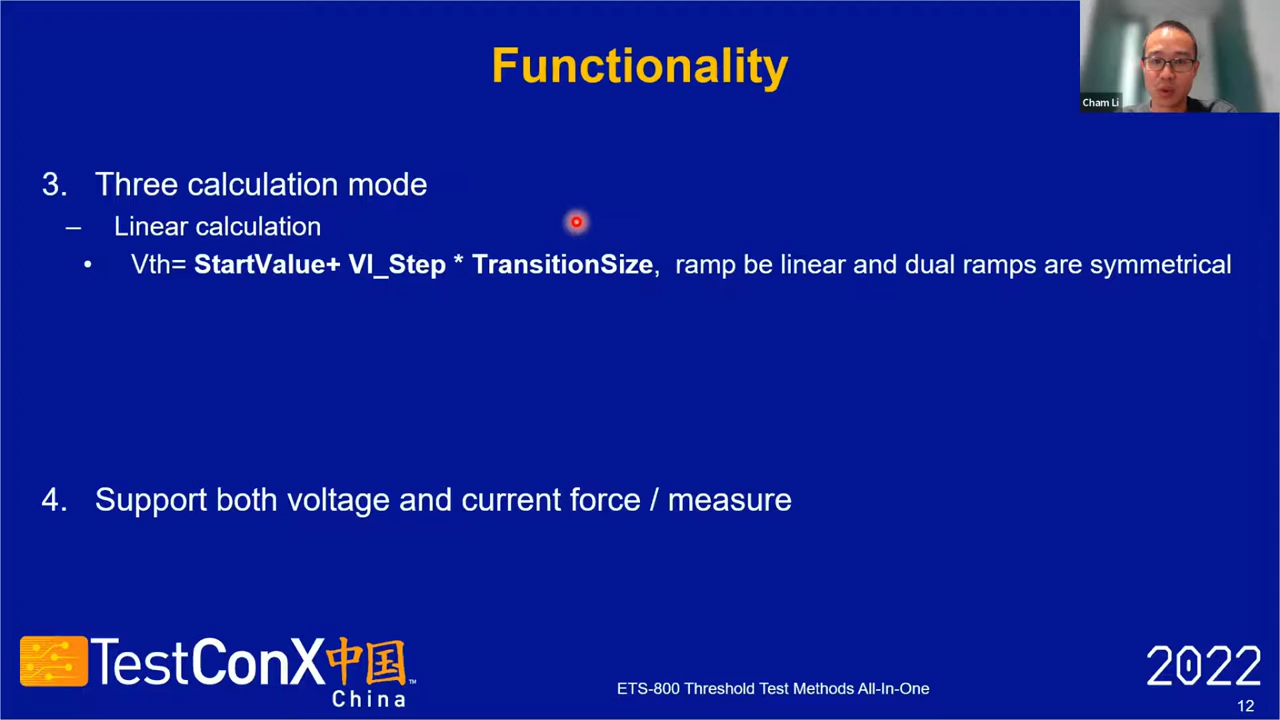 Functionality
Cham Li
3. Three calculation mode
– Linear calculation
• Vth= StartValue+ VI_Step * TransitionSize, ramp be linear and dual ramps are symmetrical
4. Support both voltage and current force / measure
TestConX中国™
China
ETS-800 Threshold Test Methods All-In-One
2022
12